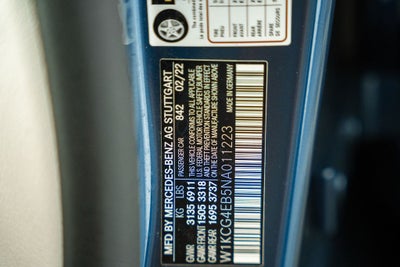 MFD BY MERCEDES-BENZ AG STUTTGART
PASSENGER CAR 842 02/22
KG LBS
GVWR 3135 6911
GAWR FRONT 1505 3318
GAWR REAR 1695 3737
THIS VEHICLE CONFORMS TO ALL APPLICABLE
U.S. FEDERAL MOTOR VEHICLE SAFETY, BUMPER
AND THEFT PREVENTION STANDARDS IN EFFECT
ON THE DATE OF MANUFACTURE SHOWN ABOVE
MADE IN GERMANY
W1KCG4EB5NA011223